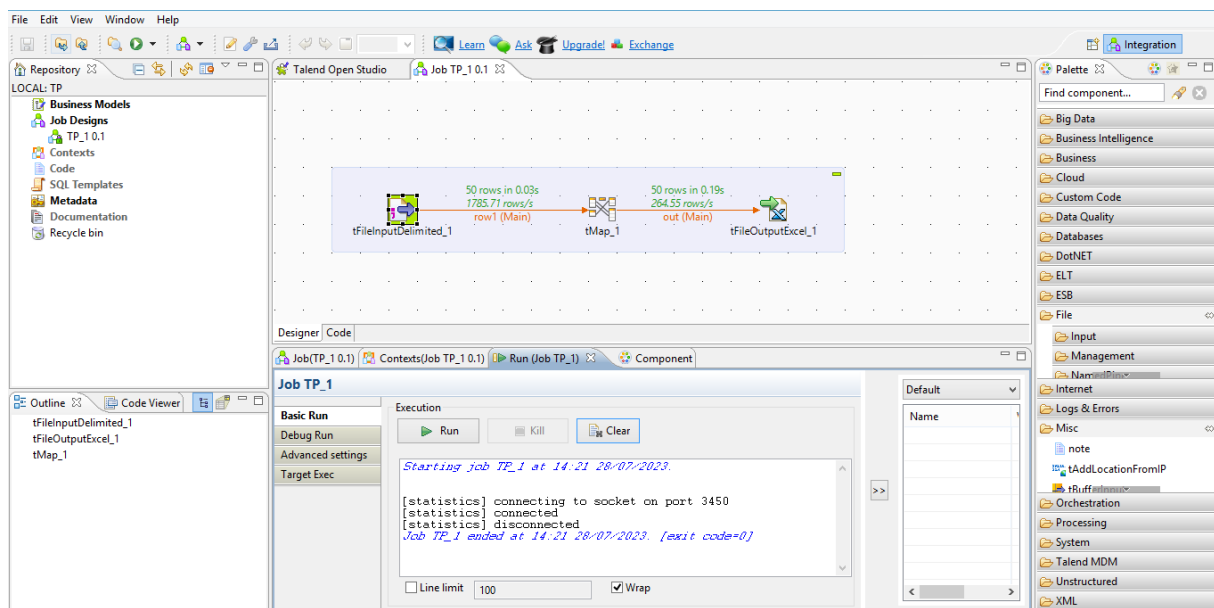 File Edit View Window Help
Learn Ask Upgrade! Exchange
Integration
Repository
LOCAL: TP
Business Models
Job Designs
TP_1 0.1
Contexts
Code
SQL Templates
Metadata
Documentation
Recycle bin
Talend Open Studio
Job TP_1 0.1
50 rows in 0.03s
1785.71 rows/s
row1 (Main)
50 rows in 0.19s
264.55 rows/s
out (Main)
tFileInputDelimited_1
tMap_1
tFileOutputExcel_1
Designer Code
Palette
Find component...
Big Data
Business Intelligence
Business
Cloud
Custom Code
Data Quality
Databases
DotNET
ELT
ESB
File
Input
Management
Internet
Logs & Errors
Misc
note
tAddLocationFromIP
Orchestration
Processing
System
Talend MDM
Unstructured
XML
Outline Code Viewer
tFileInputDelimited_1
tFileOutputExcel_1
tMap_1
Job(TP_1 0.1) Contexts(Job TP_1 0.1) Run (Job TP_1) Component
Job TP_1
Basic Run
Debug Run
Advanced settings
Target Exec
Execution
Run Kill Clear
Starting job TP_1 at 14:21 28/07/2023.
[statistics] connecting to socket on port 3450
[statistics] connected
[statistics] disconnected
Job TP_1 ended at 14:21 28/07/2023. [exit code=0]
Line limit 100 Wrap
>>
Default
Name